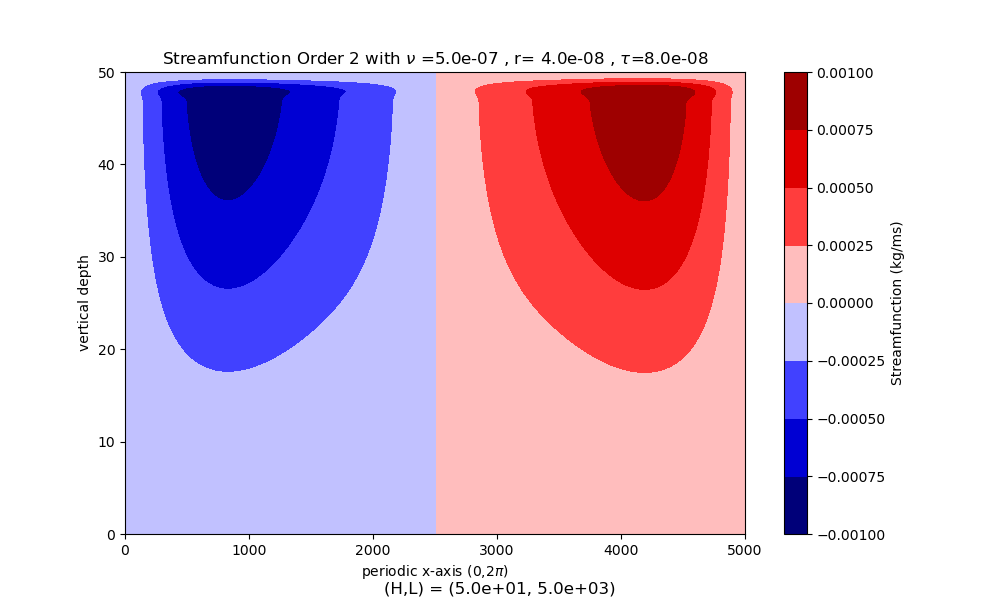 Streamfunction Order 2 with ν =5.0e-07 , r= 4.0e-08 , τ=8.0e-08
50
40
30
20
10
0
vertical depth
0 1000 2000 3000 4000 5000
periodic x-axis (0,2π)
(H,L) = (5.0e+01, 5.0e+03)
0.00100
0.00075
0.00050
0.00025
0.00000
−0.00025
−0.00050
−0.00075
−0.00100
Streamfunction (kg/ms)